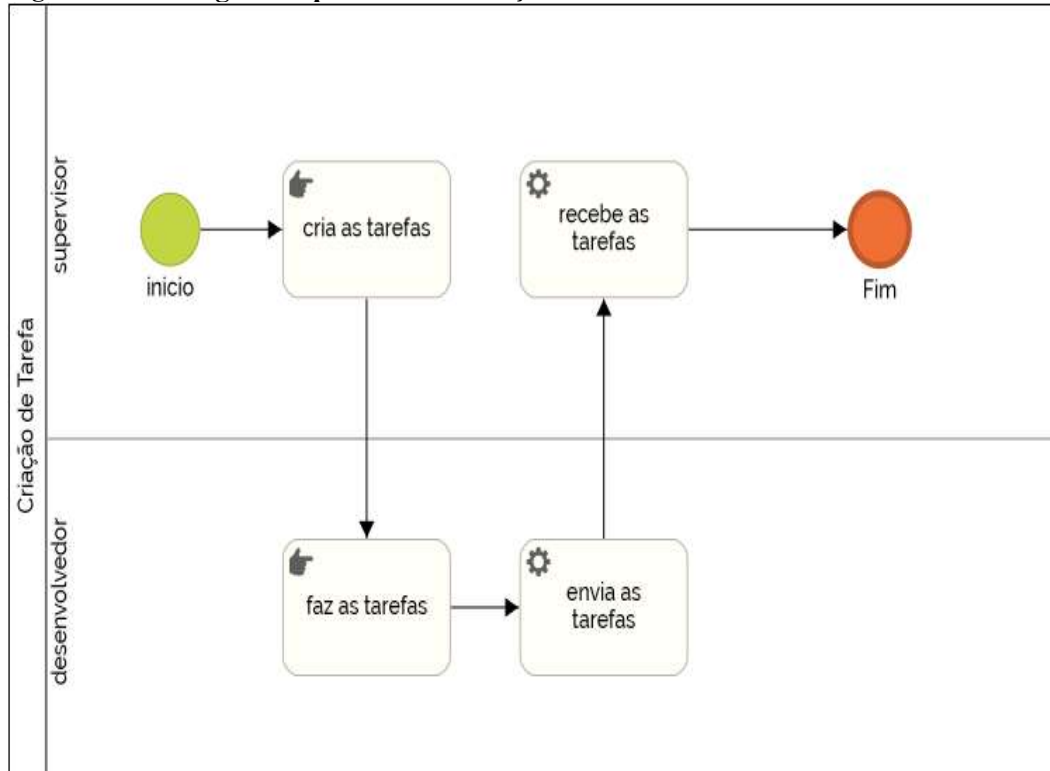 Criação de Tarefa
supervisor
inicio
cria as tarefas
recebe as
tarefas
Fim
desenvolvedor
faz as tarefas
envia as
tarefas